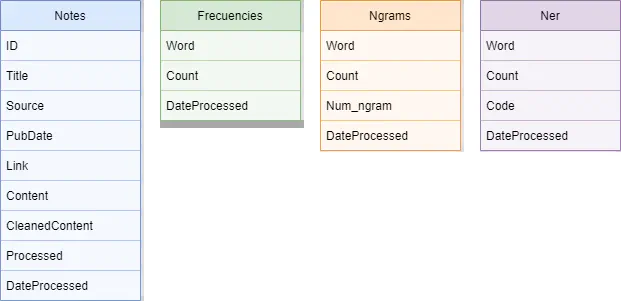 Notes
ID
Title
Source
PubDate
Link
Content
CleanedContent
Processed
DateProcessed
Frecuencies
Word
Count
DateProcessed
Ngrams
Word
Count
Num_ngram
DateProcessed
Ner
Word
Count
Code
DateProcessed